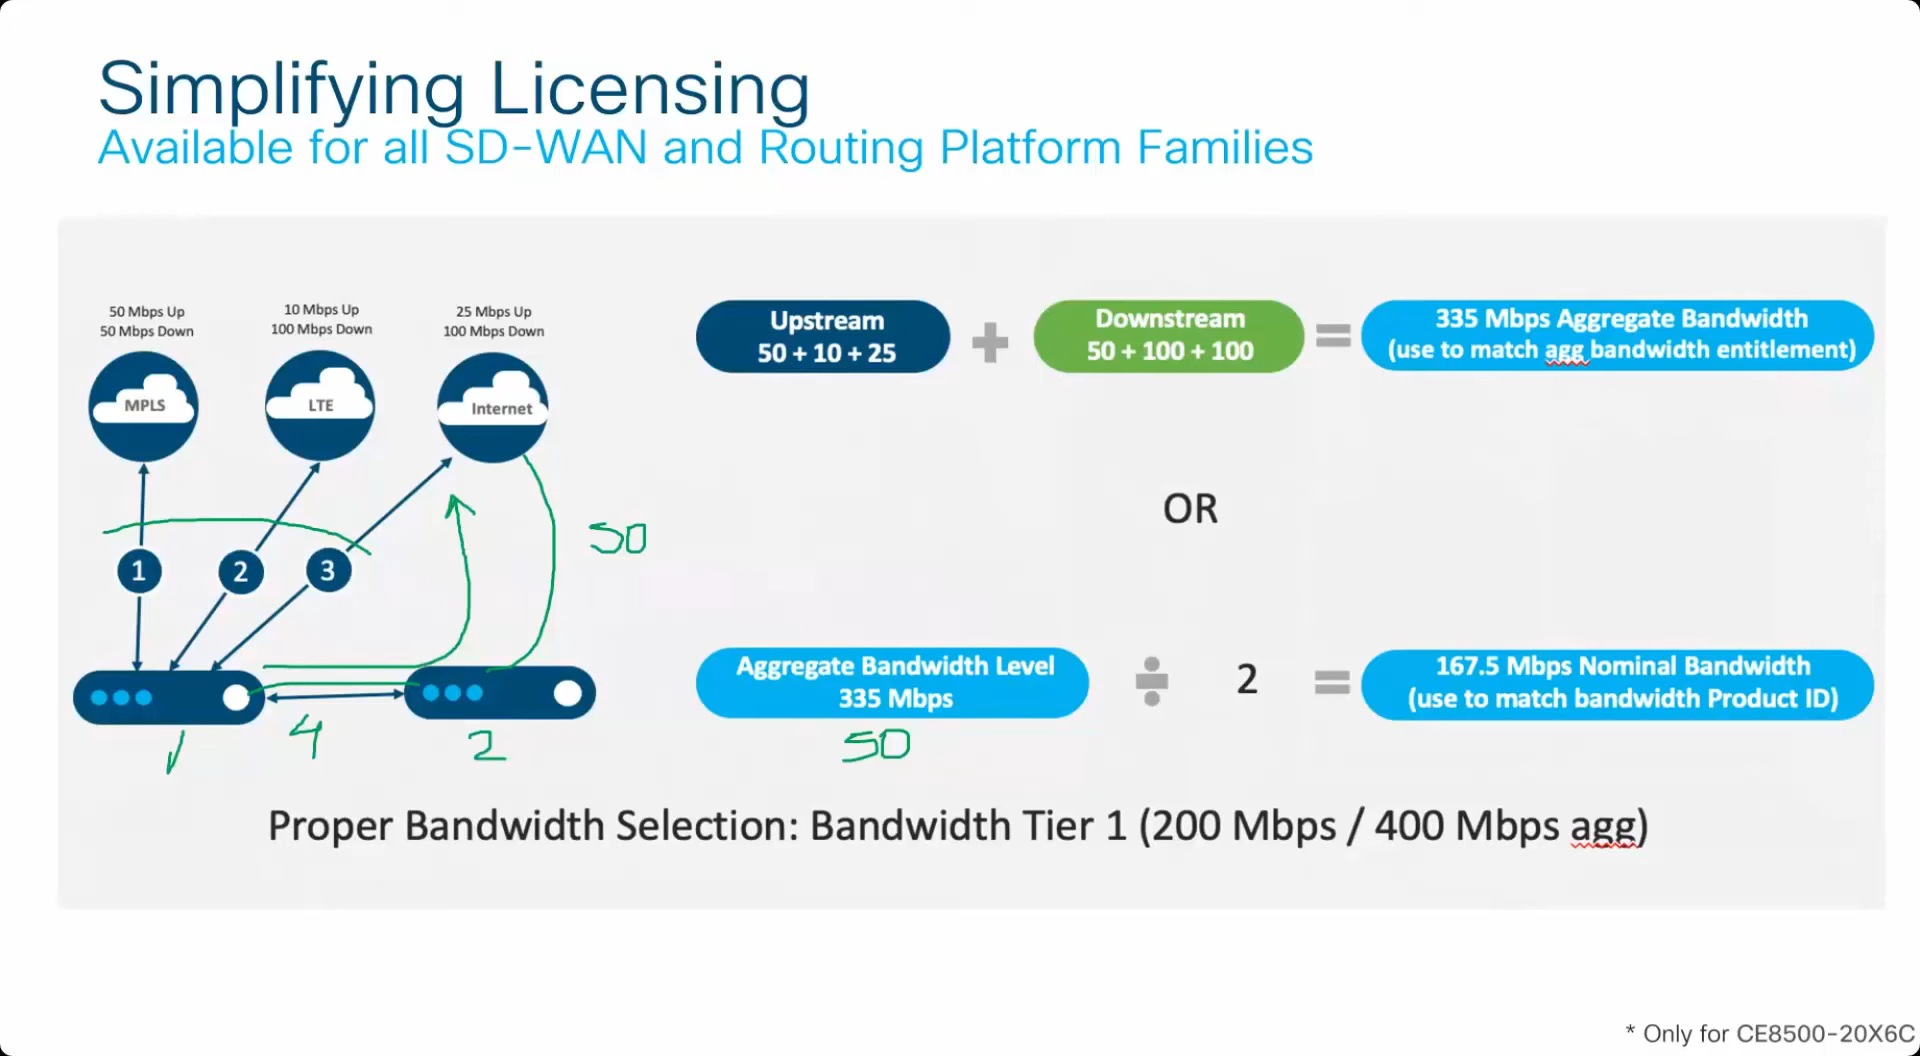 Simplifying Licensing
Available for all SD-WAN and Routing Platform Families
50 Mbps Up
50 Mbps Down
10 Mbps Up
100 Mbps Down
25 Mbps Up
100 Mbps Down
MPLS
LTE
Internet
1
2
3
50
4
2
Upstream
50 + 10 + 25
+
Downstream
50 + 100 + 100
=
335 Mbps Aggregate Bandwidth
(use to match agg bandwidth entitlement)
OR
Aggregate Bandwidth Level
335 Mbps
÷
2
=
167.5 Mbps Nominal Bandwidth
(use to match bandwidth Product ID)
50
Proper Bandwidth Selection: Bandwidth Tier 1 (200 Mbps / 400 Mbps agg)
* Only for CE8500-20X6C